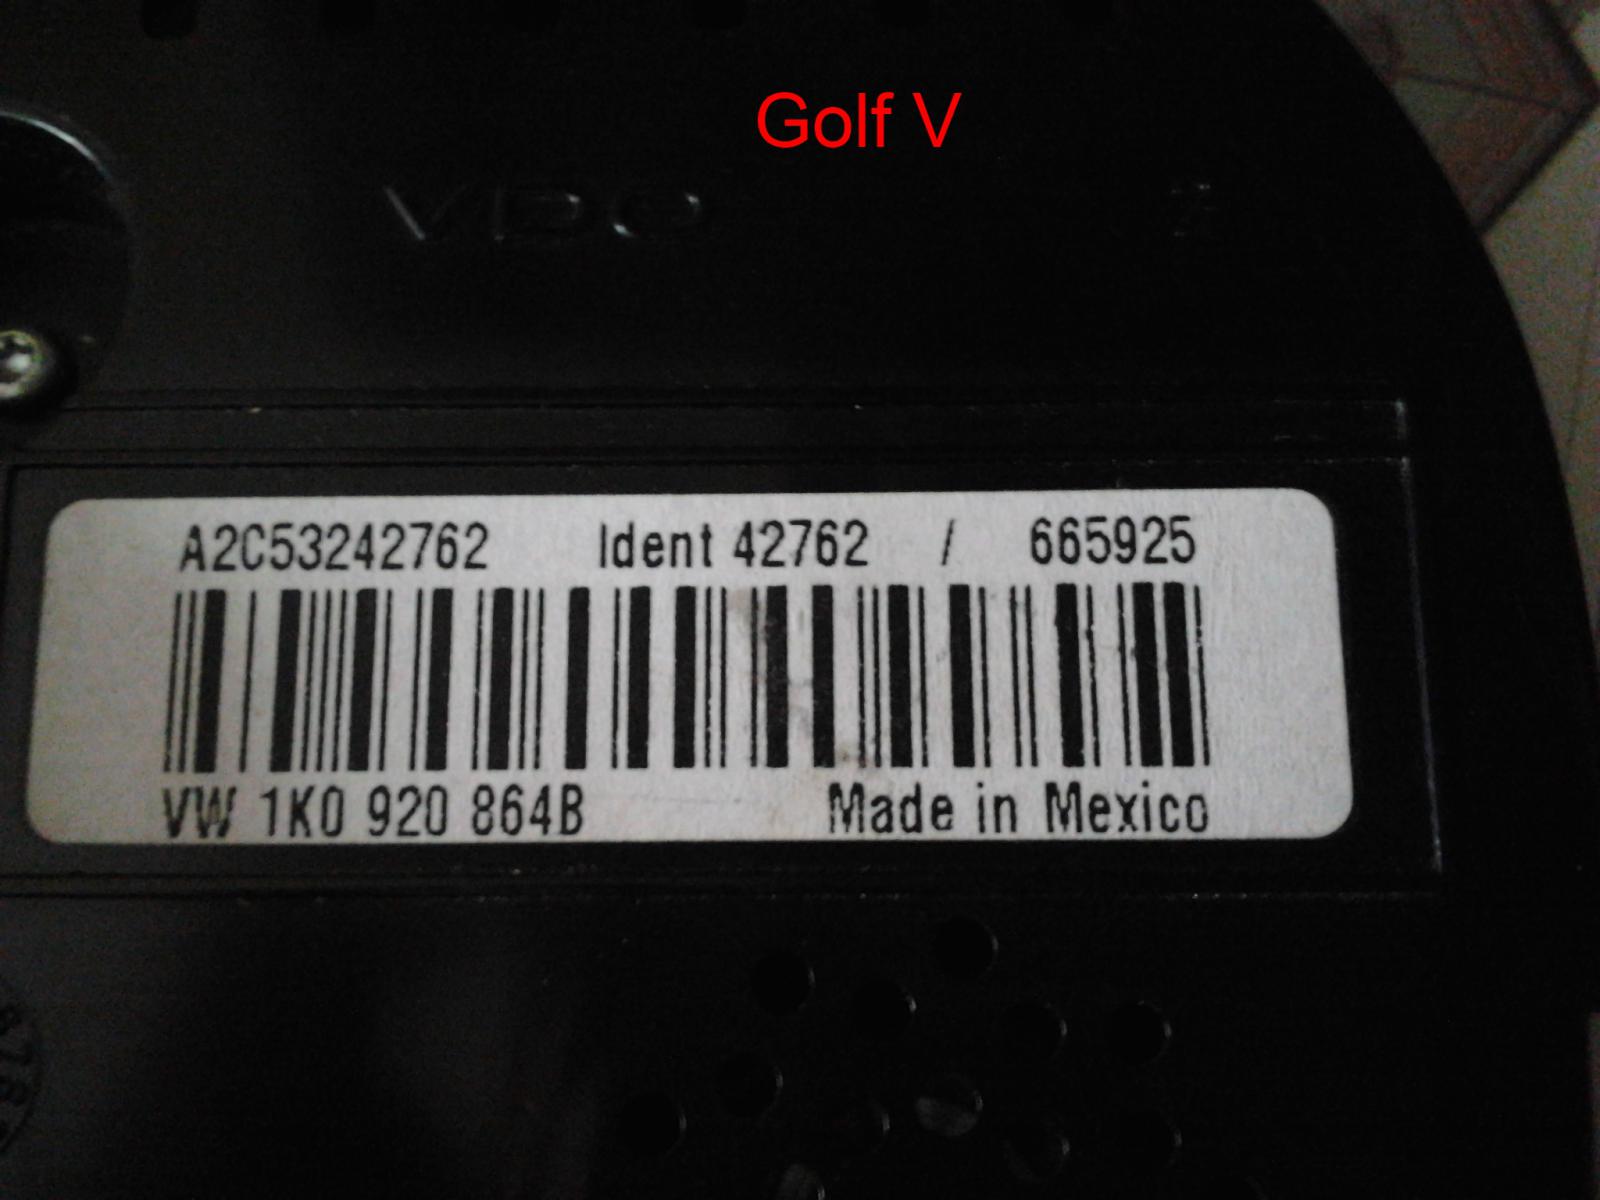 Golf V
VDO
A2C53242762 Ident 42762 / 665925
VW 1K0 920 864B Made in Mexico